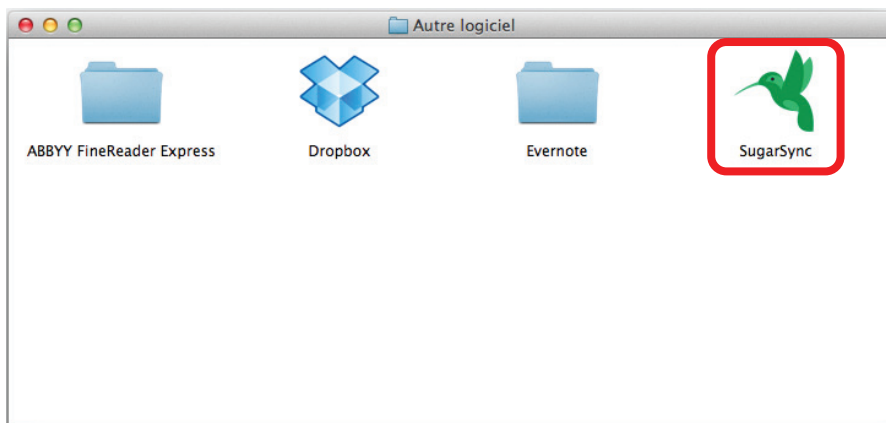 Autre logiciel
ABBYY FineReader Express
Dropbox
Evernote
SugarSync